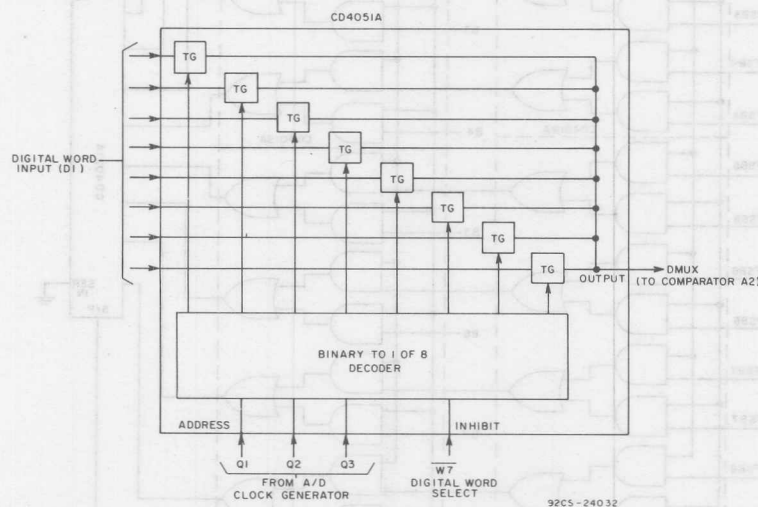 CD4051A
TG
TG
TG
TG
TG
TG
TG
TG
DIGITAL WORD
INPUT (D1)
OUTPUT
DMUX
(TO COMPARATOR A2)
BINARY TO 1 OF 8
DECODER
ADDRESS
INHIBIT
Q1 Q2 Q3
FROM A/D
CLOCK GENERATOR
W7
DIGITAL WORD
SELECT
92CS-24032